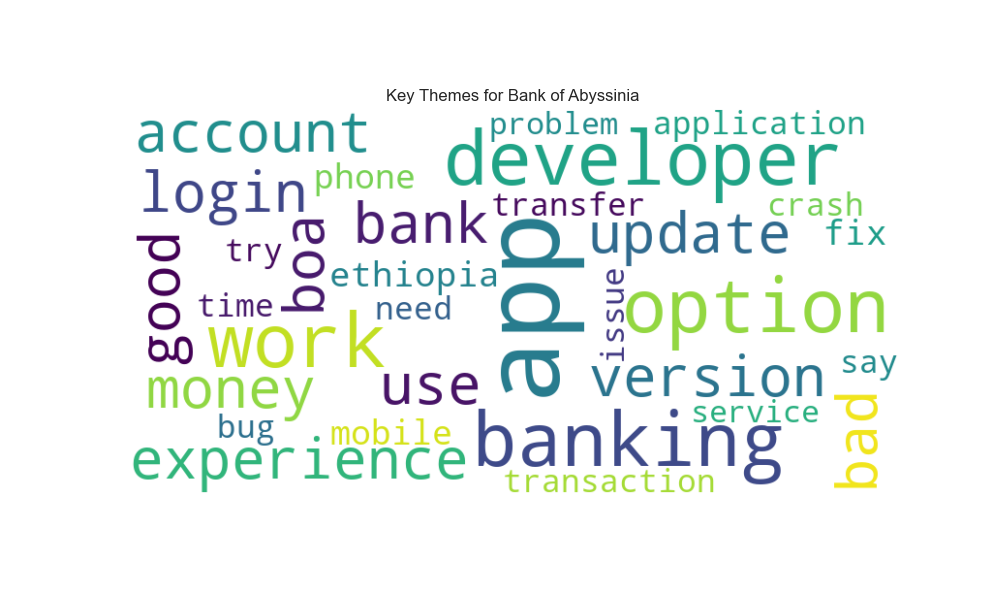 Key Themes for Bank of Abyssinia
account
problem
application
developer
login
phone
transfer
crash
bank
update
fix
good
try
boa
app
ethiopia
issue
option
time
need
work
say
money
use
version
bad
service
bug
mobile
banking
experience
transaction